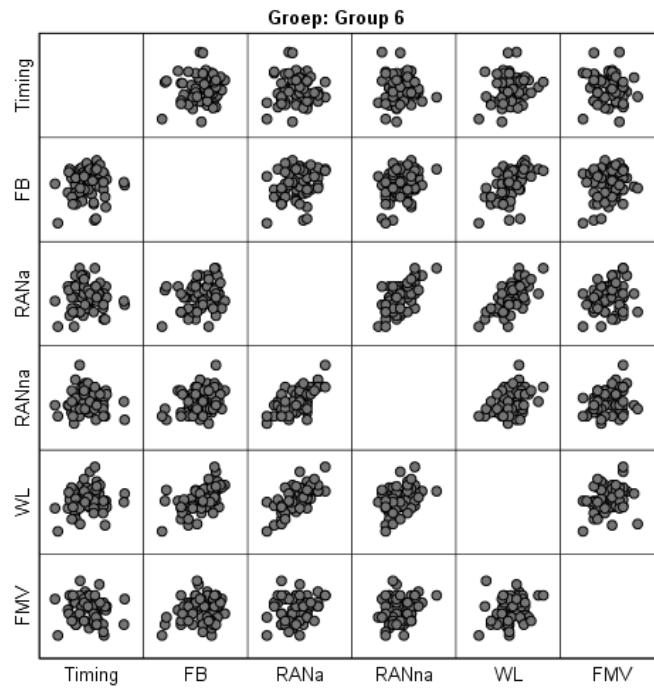 Groep: Group 6
Timing
FB
RANa
RANna
WL
FMV
Timing FB RANa RANna WL FMV